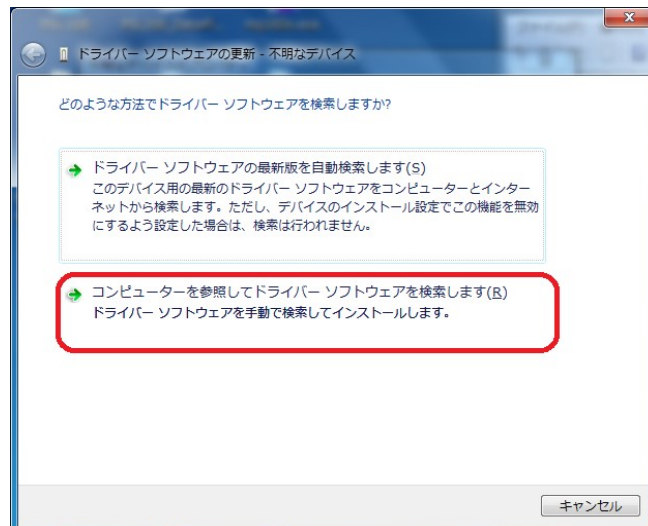 ドライバー ソフトウェアの更新 - 不明なデバイス
どのような方法でドライバー ソフトウェアを検索しますか?
ドライバー ソフトウェアの最新版を自動検索します(S)
このデバイス用の最新のドライバー ソフトウェアをコンピューターとインター
ネットから検索します。ただし、デバイスのインストール設定でこの機能を無効
にするよう設定した場合は、検索は行われません。
コンピューターを参照してドライバー ソフトウェアを検索します(R)
ドライバー ソフトウェアを手動で検索してインストールします。
キャンセル